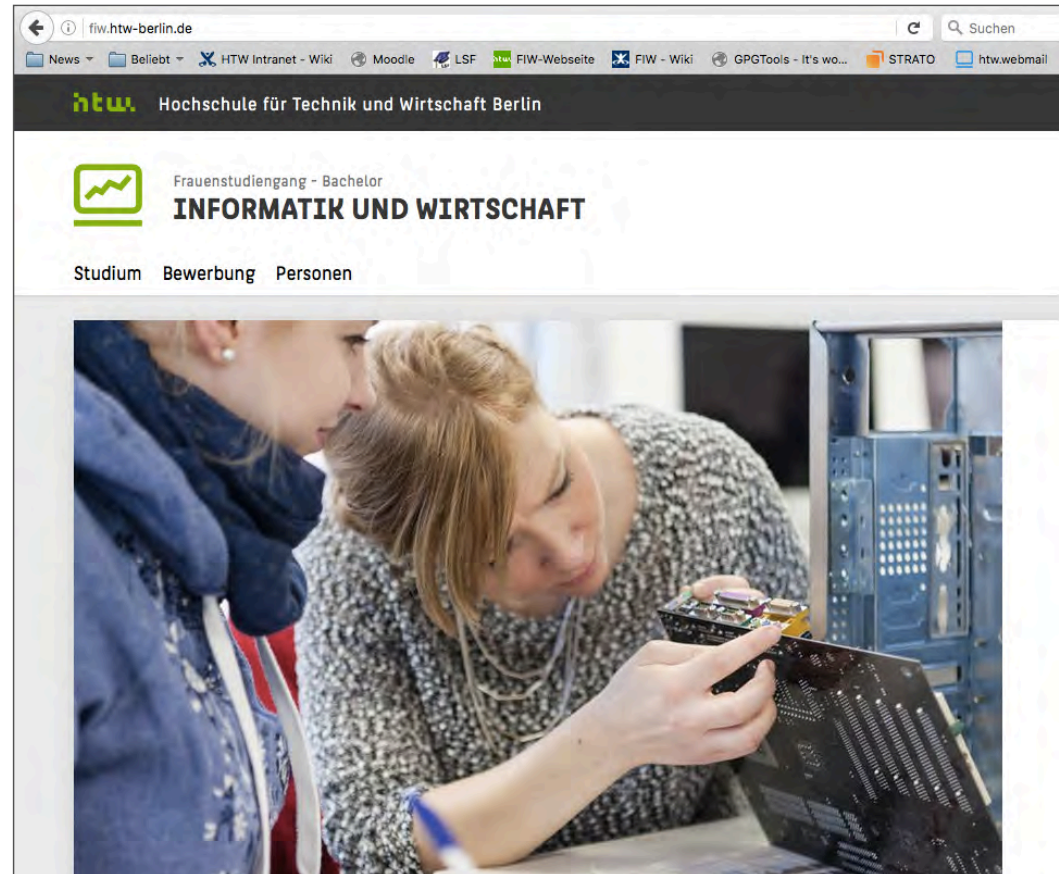 fiw.htw-berlin.de
Suchen
News Beliebt HTW Intranet - Wiki Moodle LSF htw. FIW-Webseite FIW - Wiki GPGTools - It's wo... STRATO htw.webmail
htw. Hochschule für Technik und Wirtschaft Berlin
Frauenstudiengang - Bachelor
INFORMATIK UND WIRTSCHAFT
Studium Bewerbung Personen